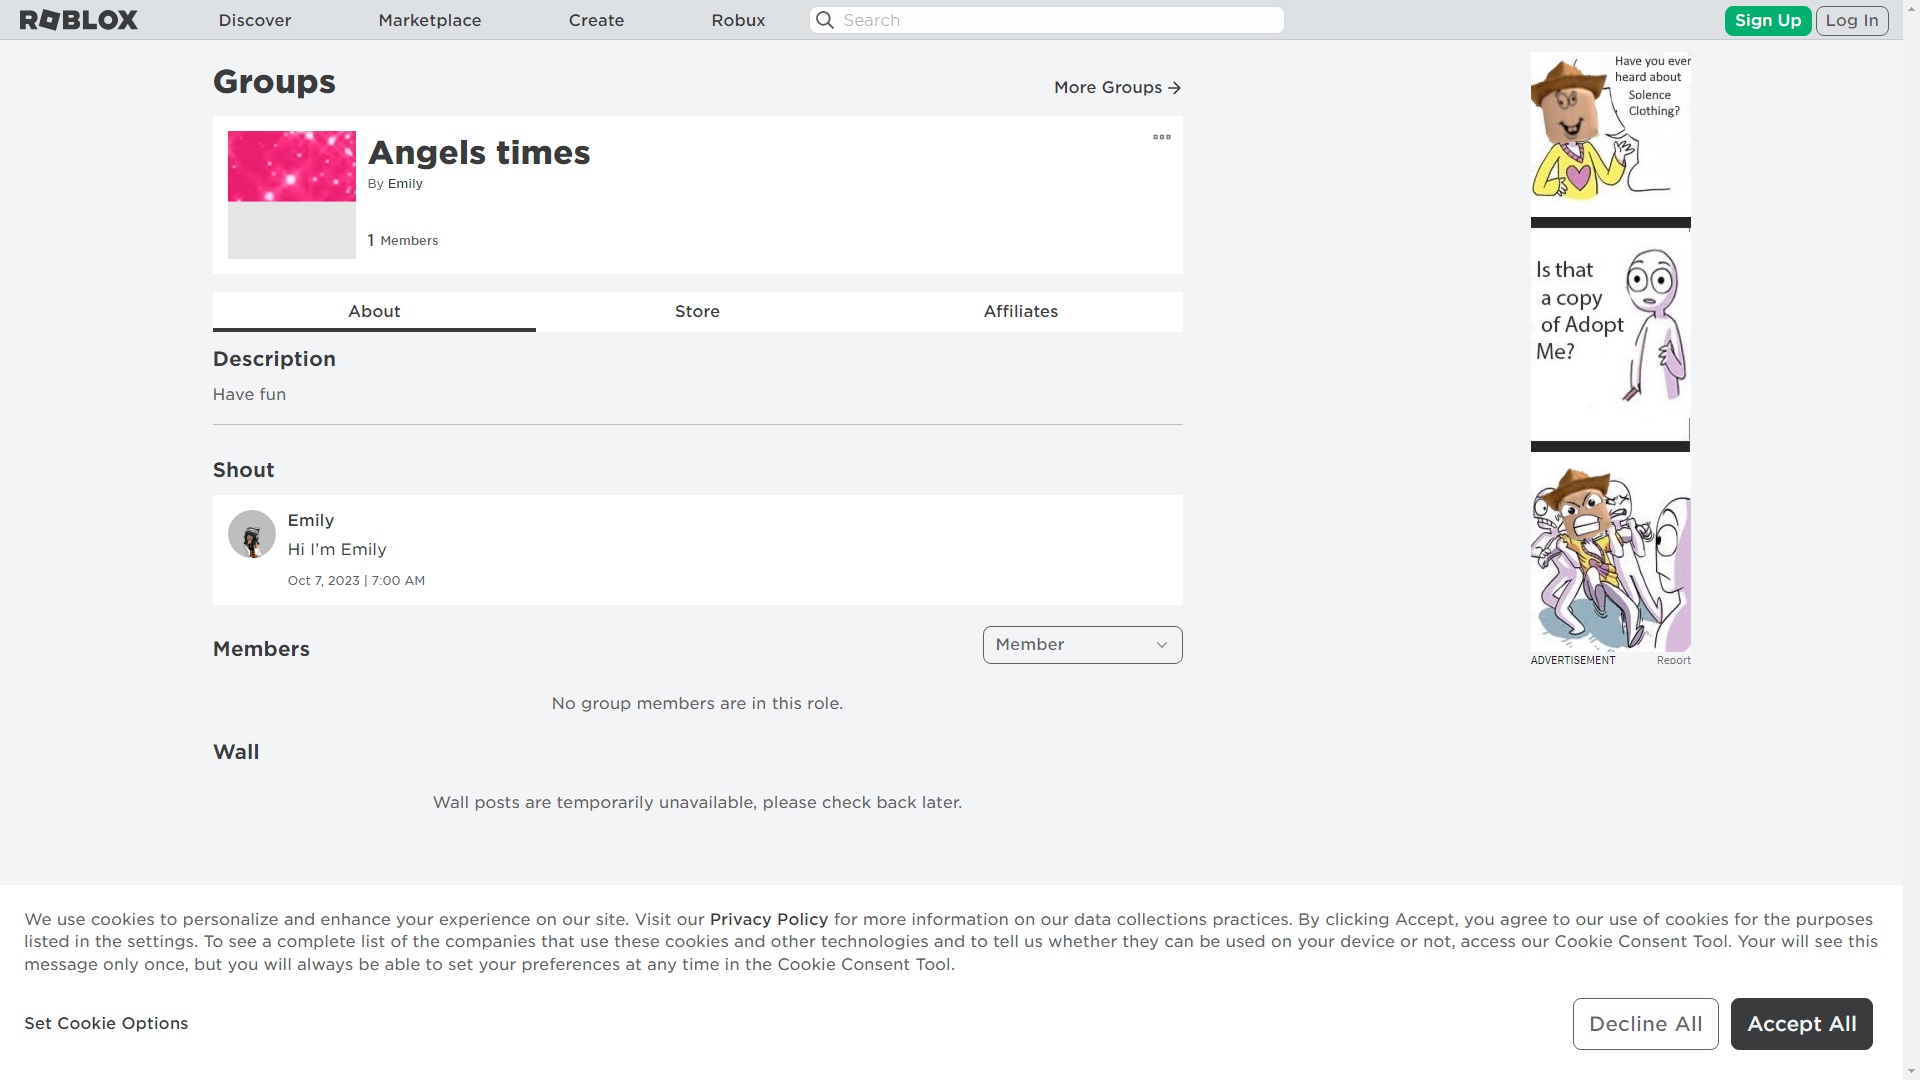 ROBLOX
Discover
Marketplace
Create
Robux
Search
Sign Up
Log In
Groups
More Groups
Angels times
By Emily
1 Members
About
Store
Affiliates
Description
Have fun
Shout
Emily
Hi I'm Emily
Oct 7, 2023 | 7:00 AM
Members
Member
No group members are in this role.
Wall
Wall posts are temporarily unavailable, please check back later.
Have you ever
heard about
Solence
Clothing?
Is that
a copy
of Adopt
Me?
ADVERTISEMENT
Report
We use cookies to personalize and enhance your experience on our site. Visit our Privacy Policy for more information on our data collections practices. By clicking Accept, you agree to our use of cookies for the purposes
listed in the settings. To see a complete list of the companies that use these cookies and other technologies and to tell us whether they can be used on your device or not, access our Cookie Consent Tool. Your will see this
message only once, but you will always be able to set your preferences at any time in the Cookie Consent Tool.
Set Cookie Options
Decline All
Accept All